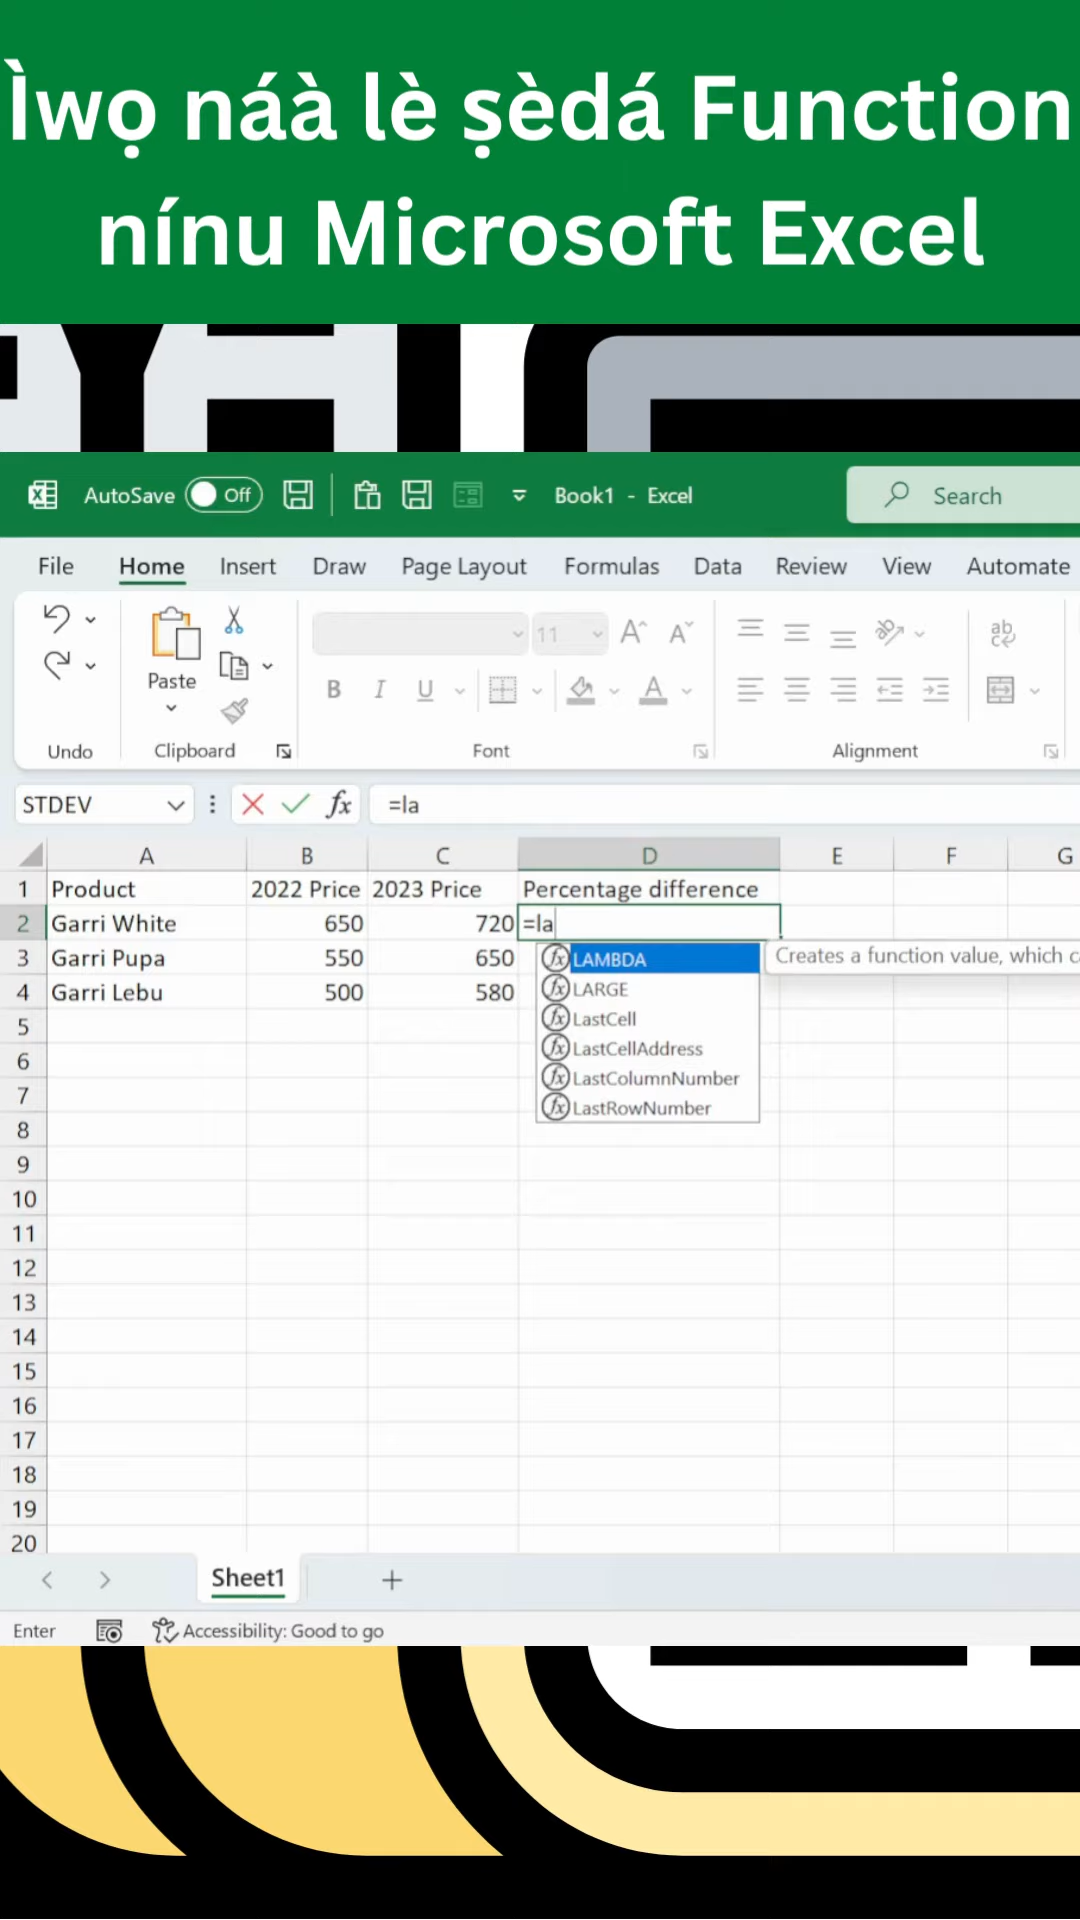 Ìwọ náà lè ṣèdá Function
nínu Microsoft Excel
AutoSave Off Book1 - Excel Search
File Home Insert Draw Page Layout Formulas Data Review View Automate
11
Paste
B I U A
ab
Undo Clipboard Font Alignment
STDEV fx =la
A B C D E F G
1 Product 2022 Price 2023 Price Percentage difference
2 Garri White 650 720 =la
3 Garri Pupa 550 650
4 Garri Lebu 500 580
LAMBDA
Creates a function value, which c
LARGE
LastCell
LastCellAddress
LastColumnNumber
LastRowNumber
5
6
7
8
9
10
11
12
13
14
15
16
17
18
19
20
Sheet1
Enter Accessibility: Good to go